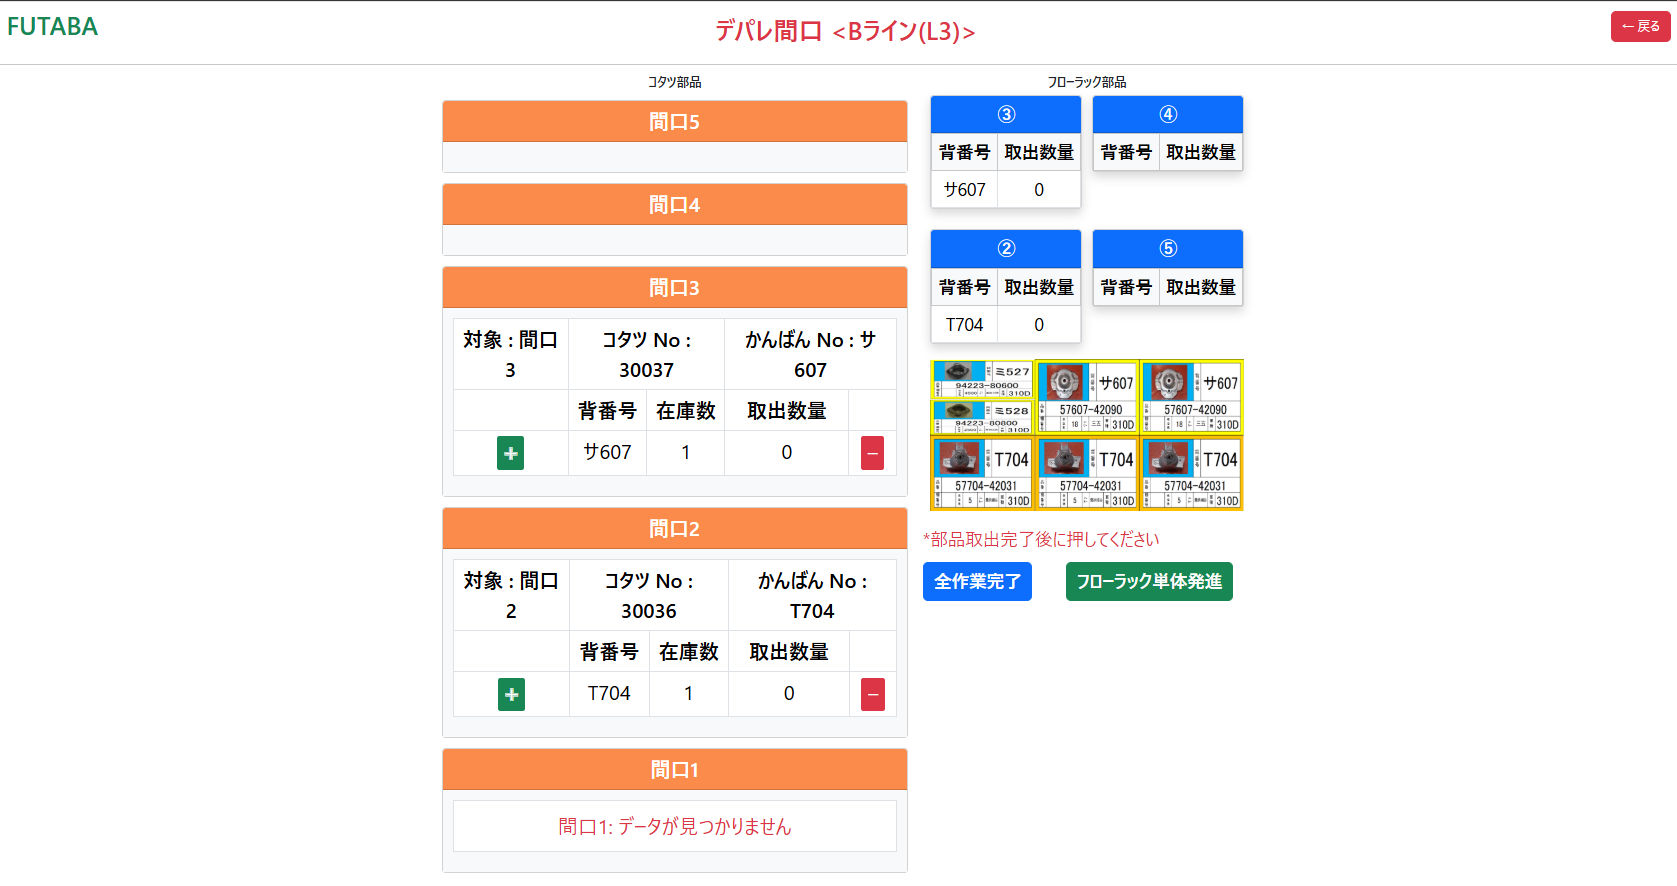 FUTABA
デパレ間口 <Bライン(L3)>
← 戻る
コタツ部品
間口5
間口4
間口3
対象 : 間口
3
コタツ No :
30037
かんばん No : サ
607
背番号 在庫数 取出数量
+ サ607 1 0 −
間口2
対象 : 間口
2
コタツ No :
30036
かんばん No :
T704
背番号 在庫数 取出数量
+ T704 1 0 −
間口1
間口1: データが見つかりません
フローラック部品
③
背番号 取出数量
サ607 0
④
背番号 取出数量
②
背番号 取出数量
T704 0
⑤
背番号 取出数量
ミ527
94223-80600
310D
ミ528
94223-80800
310D
サ607
57607-42090
18 310D
サ607
57607-42090
18 310D
T704
57704-42031
5 310D
T704
57704-42031
5 310D
T704
57704-42031
5 310D
*部品取出完了後に押してください
全作業完了
フローラック単体発進